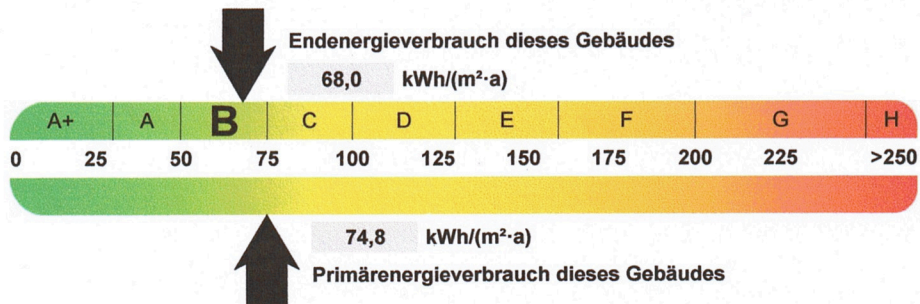 Endenergieverbrauch dieses Gebäudes
68,0 kWh/(m²·a)
A+ A B C D E F G H
0 25 50 75 100 125 150 175 200 225 >250
74,8 kWh/(m²·a)
Primärenergieverbrauch dieses Gebäudes